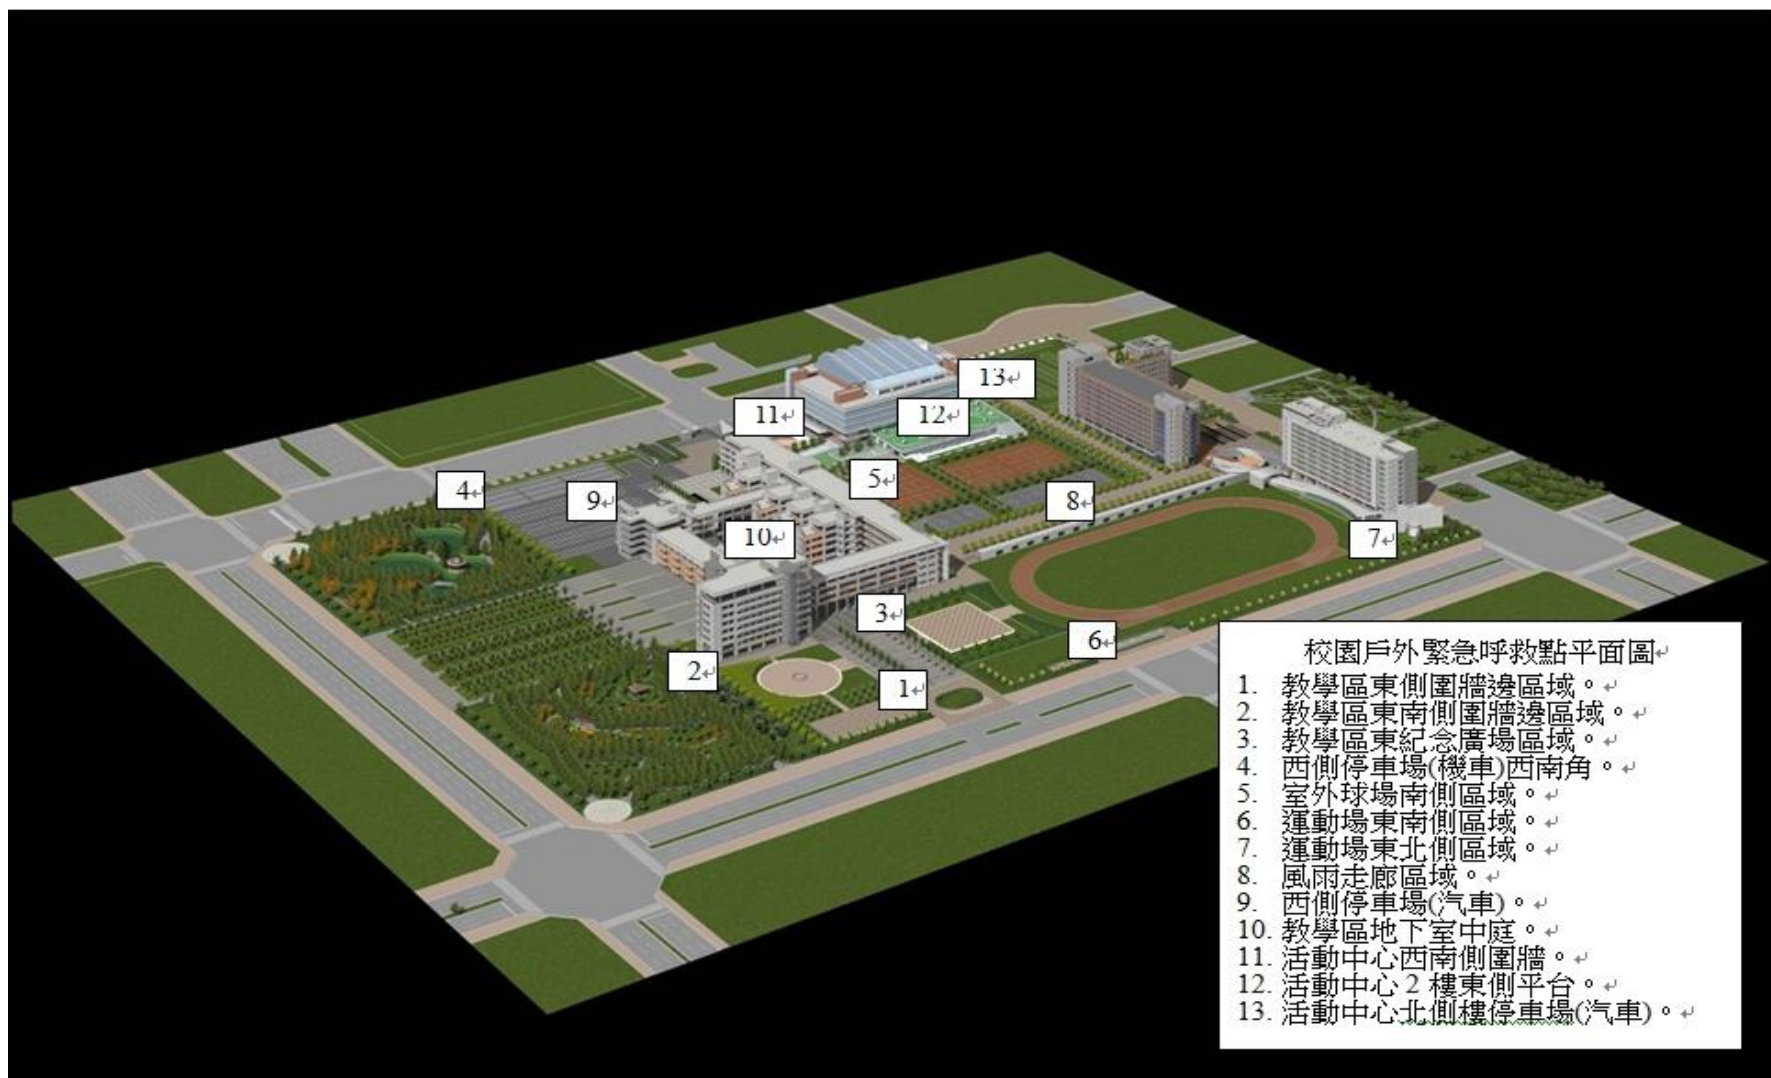 13
11
12
4
9
5
8
10
7
3
6
2
1
校園戶外緊急呼救點平面圖
1. 教學區東側圍牆邊區域。
2. 教學區東南側圍牆邊區域。
3. 教學區東紀念廣場區域。
4. 西側停車場(機車)西南角。
5. 室外球場南側區域。
6. 運動場東南側區域。
7. 運動場東北側區域。
8. 風雨走廊區域。
9. 西側停車場(汽車)。
10. 教學區地下室中庭。
11. 活動中心西南側圍牆。
12. 活動中心 2 樓東側平台。
13. 活動中心北側樓停車場(汽車)。